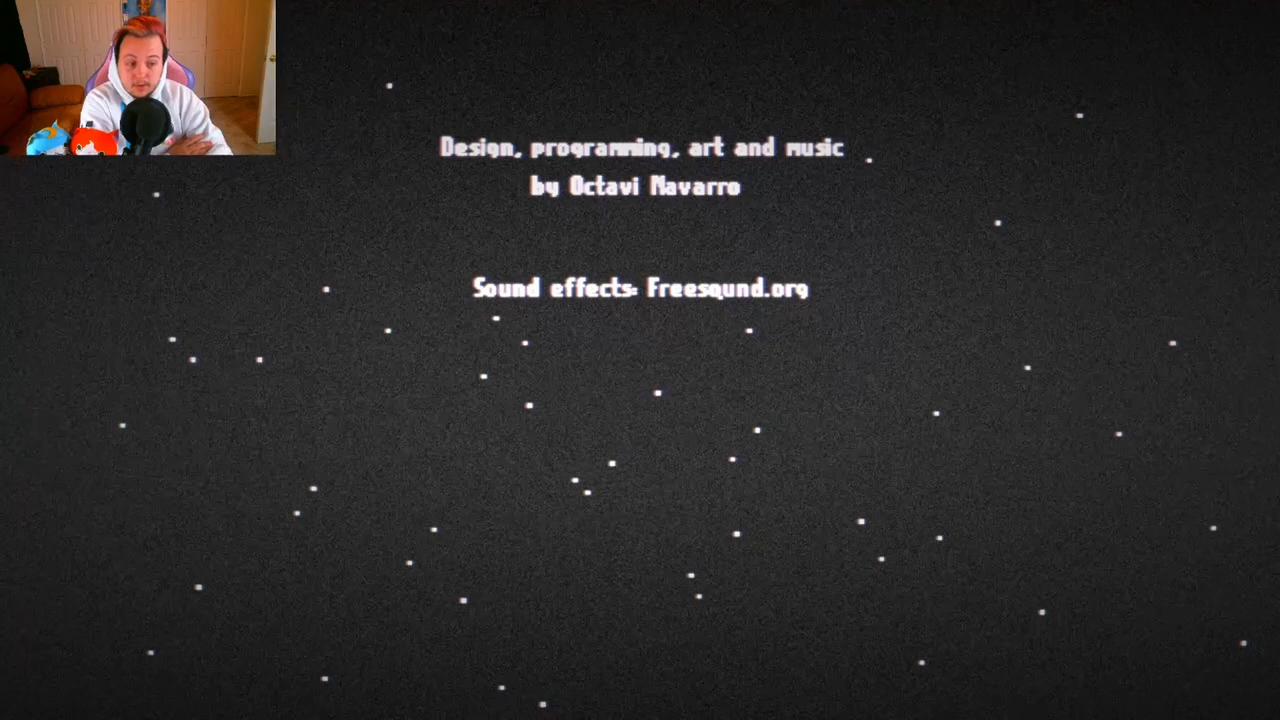 Design, programming, art and music
by Octavi Navarro
Sound effects: Freesound.org